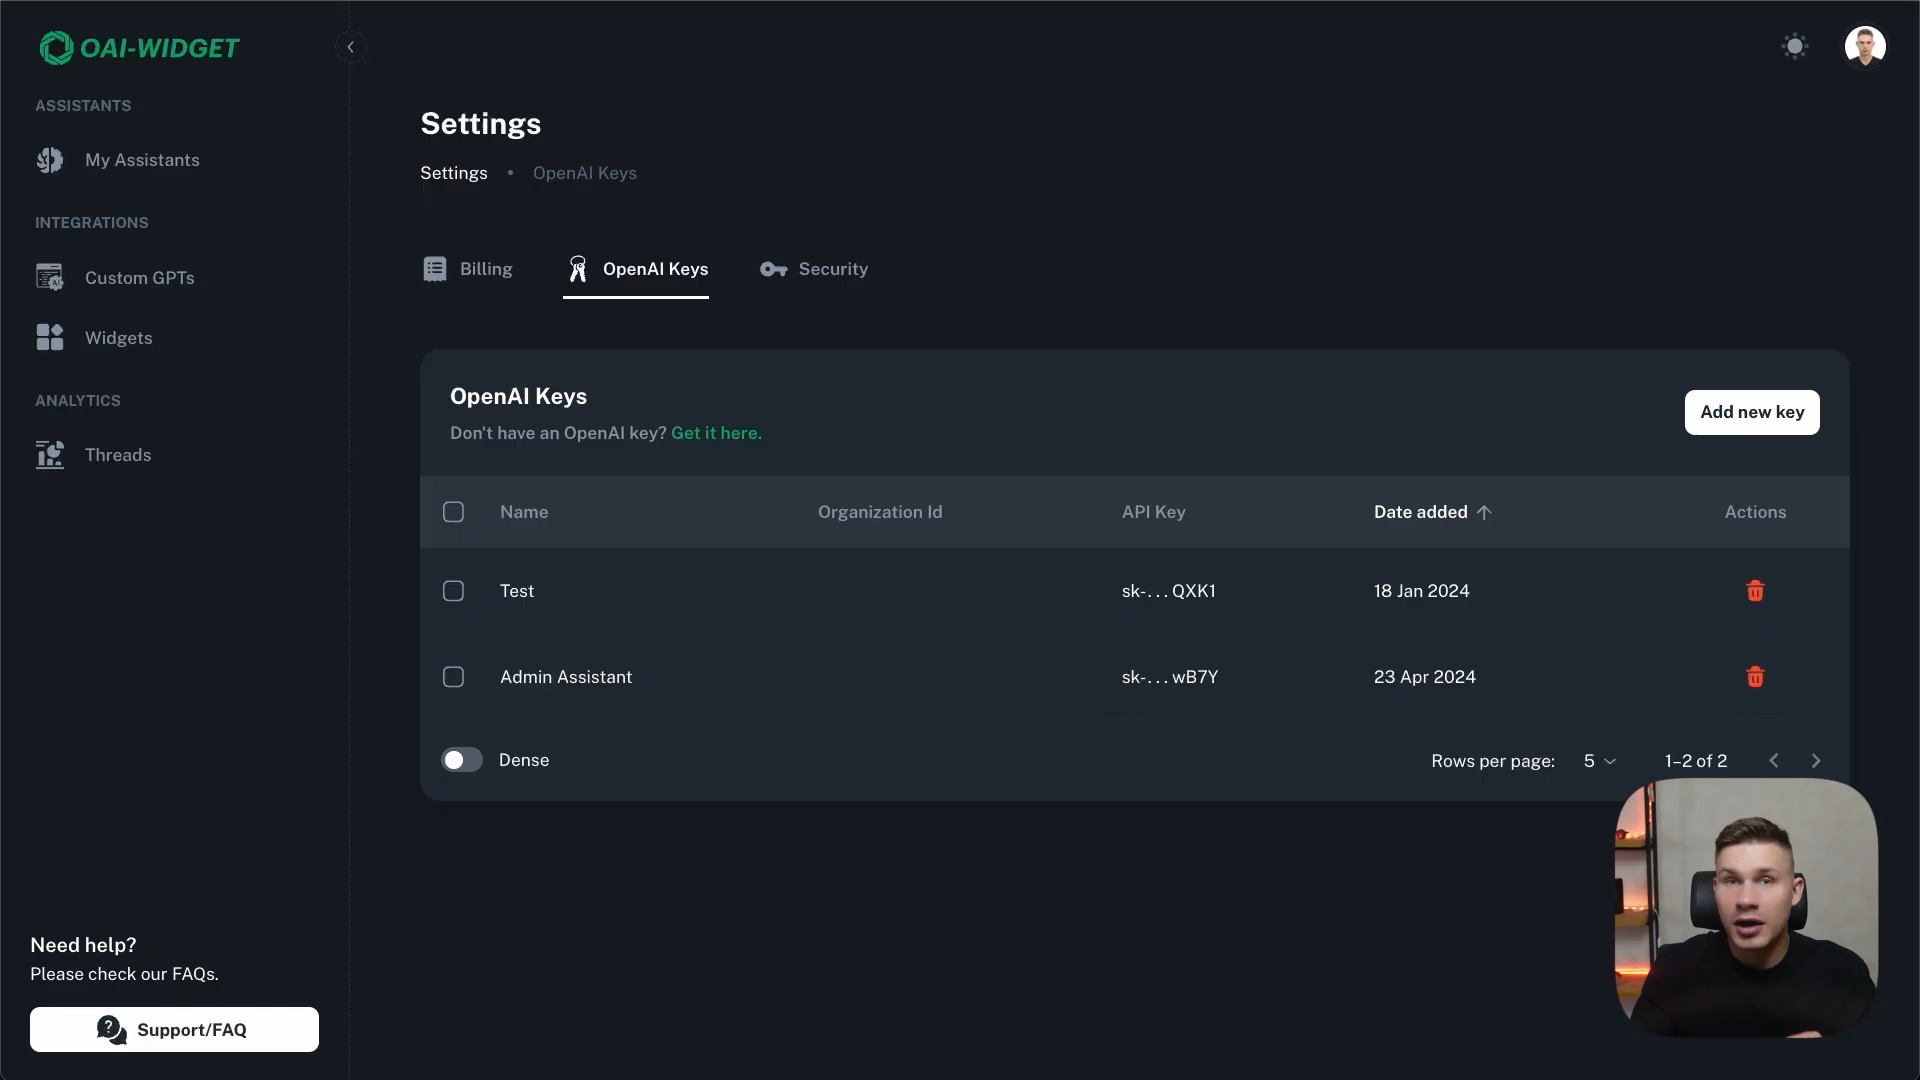 OAI-WIDGET
ASSISTANTS
My Assistants
INTEGRATIONS
Custom GPTs
Widgets
ANALYTICS
Threads
Need help?
Please check our FAQs.
Support/FAQ
Settings
Settings • OpenAI Keys
Billing OpenAI Keys Security
OpenAI Keys
Don't have an OpenAI key? Get it here.
Add new key
Name Organization Id API Key Date added Actions
Test sk-...QXK1 18 Jan 2024
Admin Assistant sk-...wB7Y 23 Apr 2024
Dense Rows per page: 5 1–2 of 2